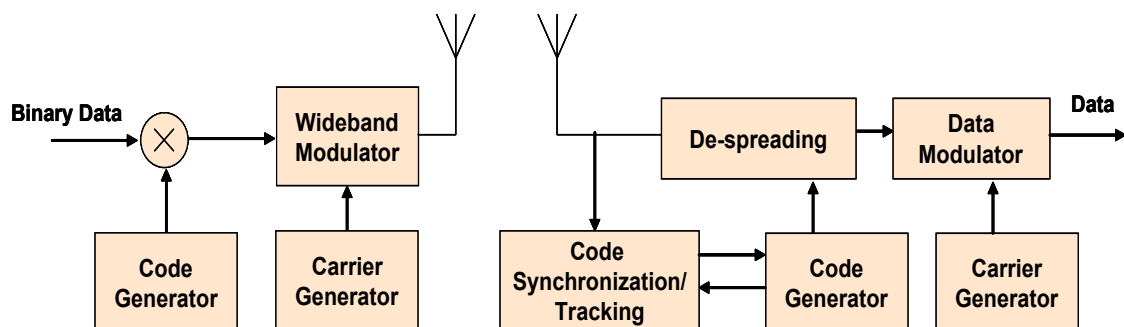 Binary Data
Wideband
Modulator
Code
Generator
Carrier
Generator
De-spreading
Data
Modulator
Data
Code
Synchronization/
Tracking
Code
Generator
Carrier
Generator